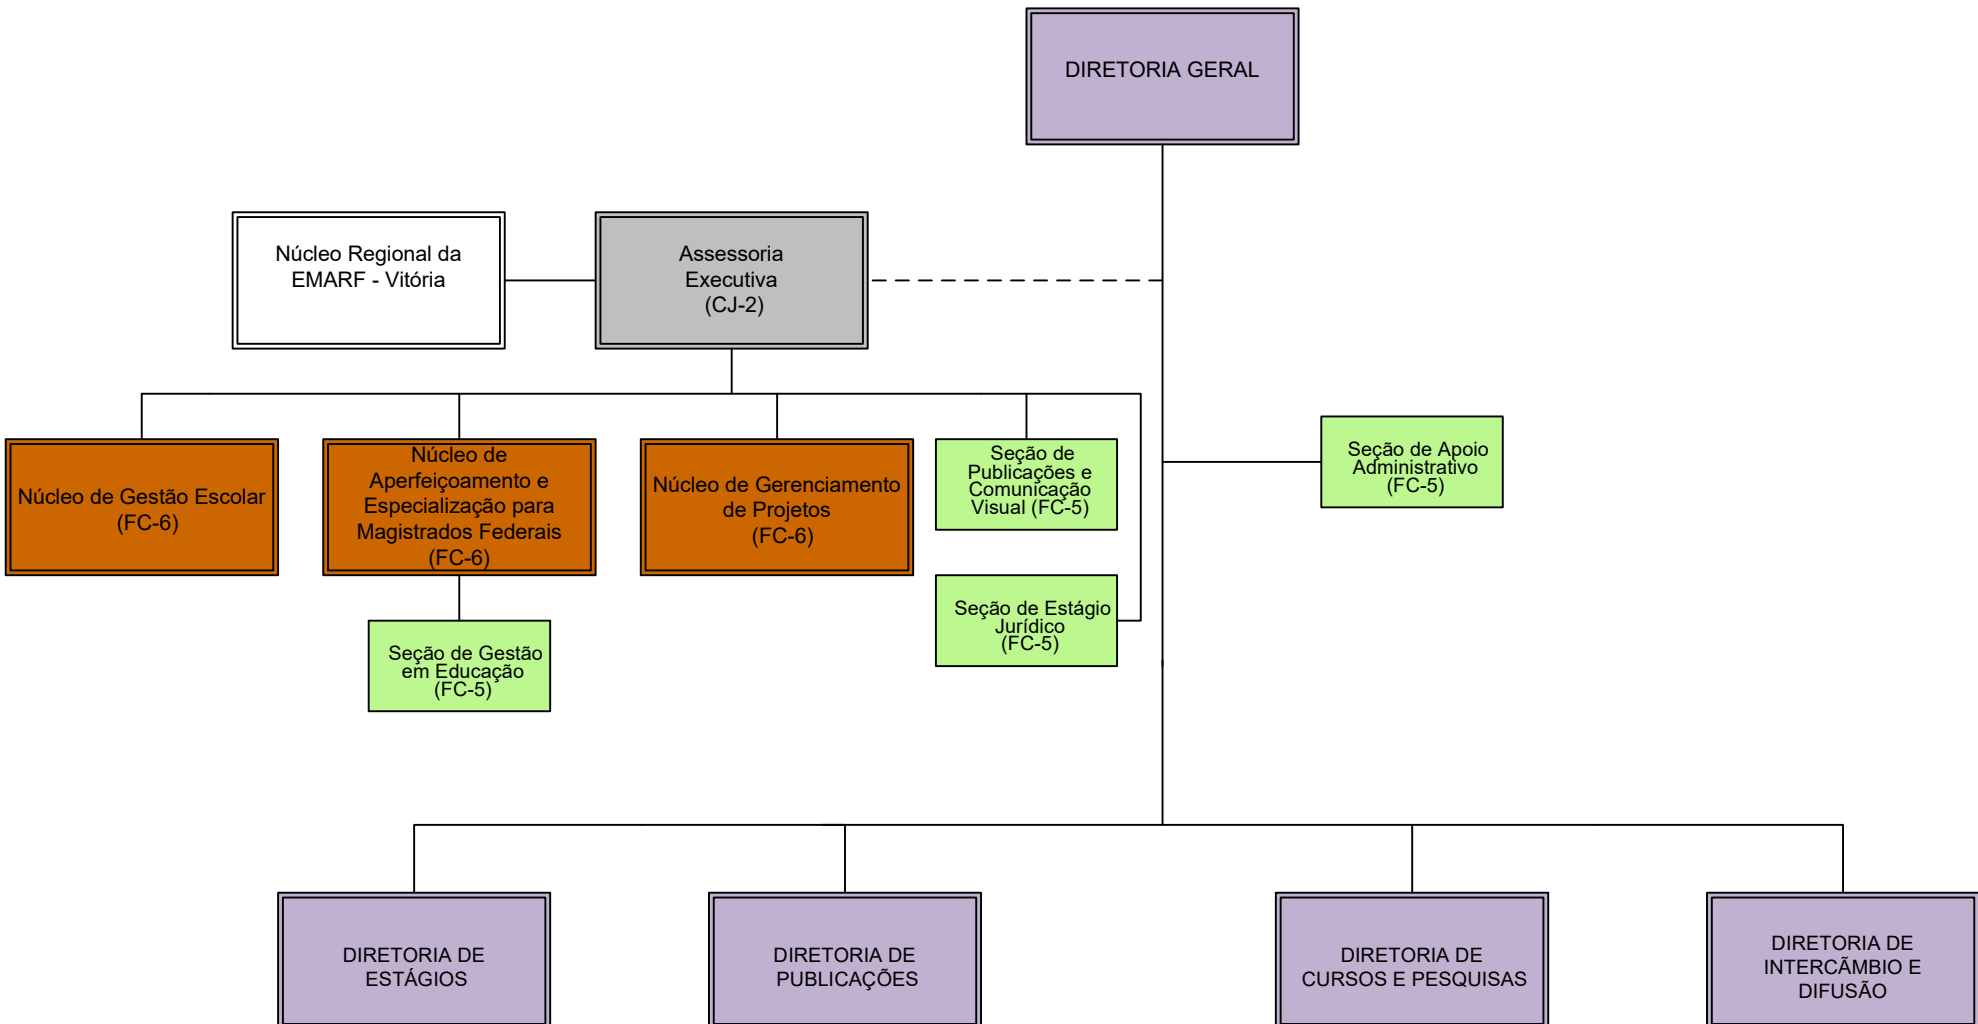 DIRETORIA GERAL
Núcleo Regional da
EMARF - Vitória
Assessoria
Executiva
(CJ-2)
Núcleo de Gestão Escolar
(FC-6)
Núcleo de
Aperfeiçoamento e
Especialização para
Magistrados Federais
(FC-6)
Núcleo de Gerenciamento
de Projetos
(FC-6)
Seção de
Publicações e
Comunicação
Visual (FC-5)
Seção de Apoio
Administrativo
(FC-5)
Seção de Estágio
Jurídico
(FC-5)
Seção de Gestão
em Educação
(FC-5)
DIRETORIA DE
ESTÁGIOS
DIRETORIA DE
PUBLICAÇÕES
DIRETORIA DE
CURSOS E PESQUISAS
DIRETORIA DE
INTERCÃMBIO E
DIFUSÃO